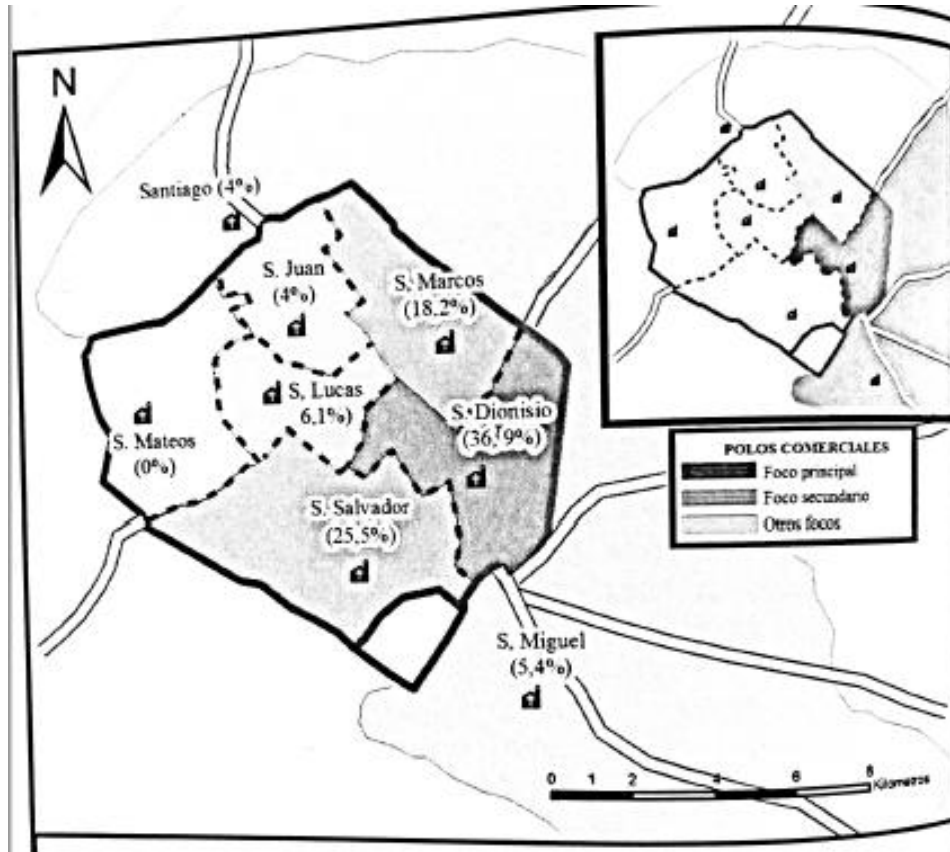 N
Santiago (4%)
S. Juan
(4%)
S. Marcos
(18,2%)
S. Lucas
6,1%)
S. Dionisio
(36,9%)
S. Mateos
(0%)
S. Salvador
(25,5%)
S. Miguel
(5,4%)
POLOS COMERCIALES
Foco principal
Foco secundario
Otros focos
0 1 2 4 6 8
Kilometros